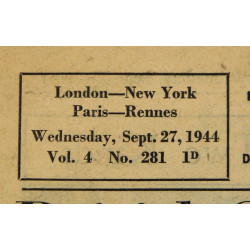 London—New York
Paris—Rennes
Wednesday, Sept. 27, 1944
Vol. 4 No. 281 1D